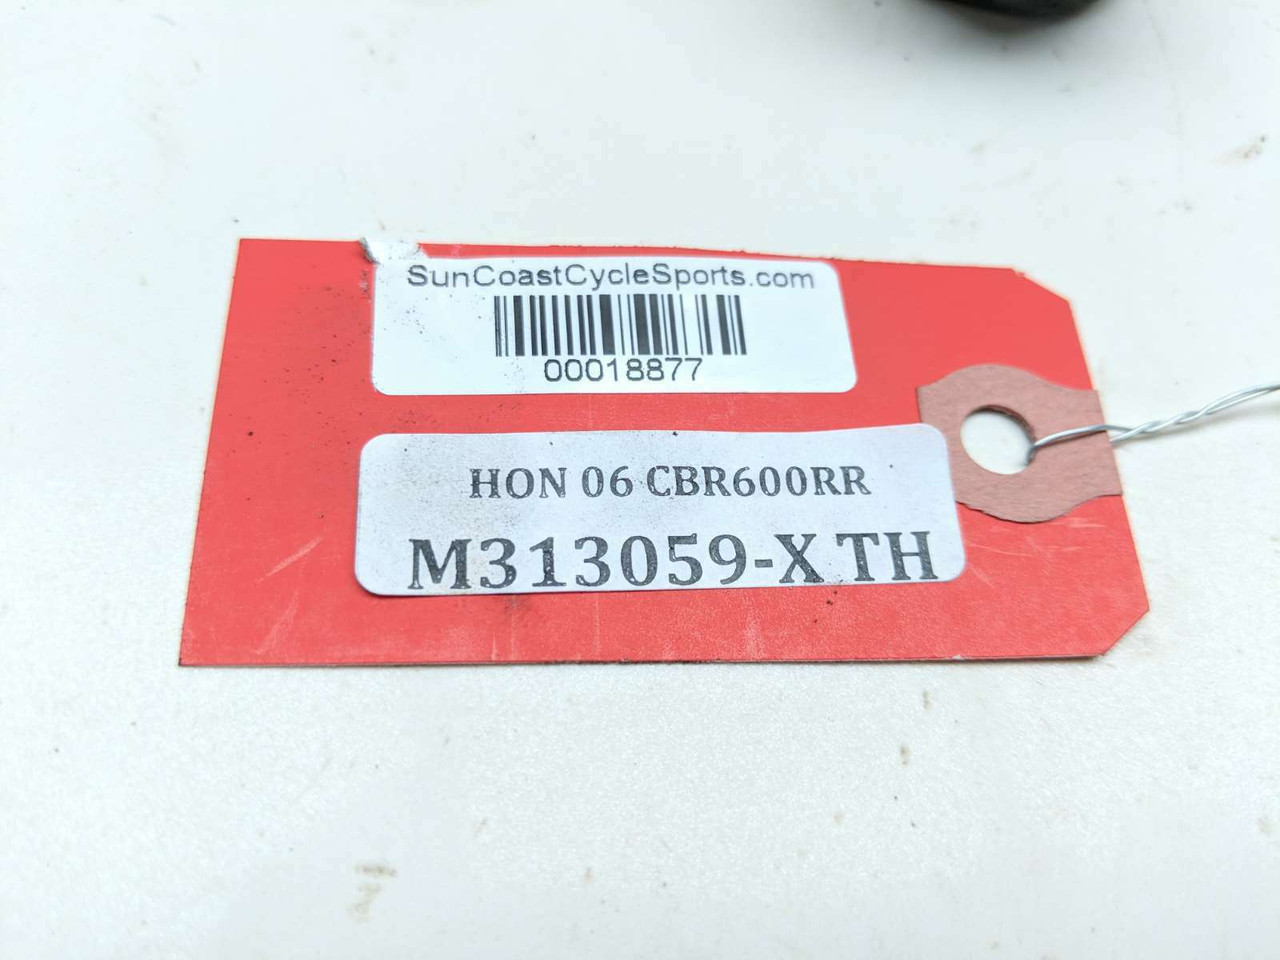 SunCoastCycleSports.com
00018877
HON 06 CBR600RR
M313059-X TH